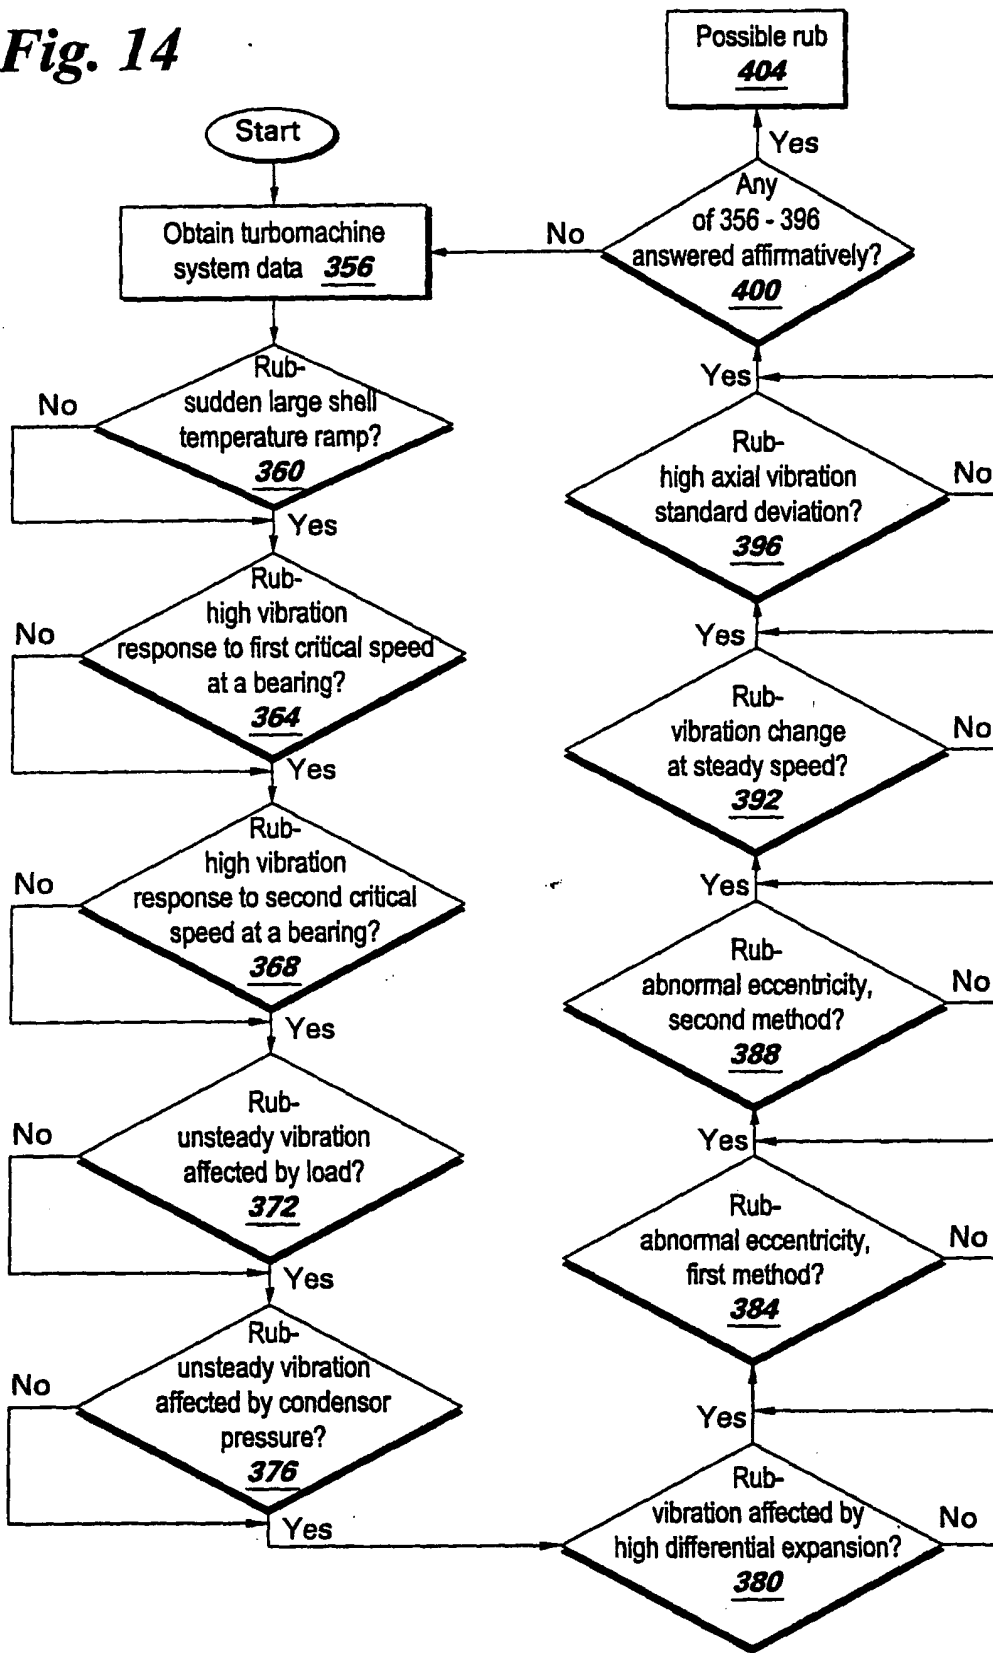 Fig. 14
Start
Obtain turbomachine
system data 356
Rub-
sudden large shell
temperature ramp?
360
No
Yes
Rub-
high vibration
response to first critical speed
at a bearing?
364
No
Yes
Rub-
high vibration
response to second critical
speed at a bearing?
368
No
Yes
Rub-
unsteady vibration
affected by load?
372
No
Yes
Rub-
unsteady vibration
affected by condensor
pressure?
376
No
Yes
Rub-
vibration affected by
high differential expansion?
380
No
Yes
Rub-
abnormal eccentricity,
first method?
384
No
Yes
Rub-
abnormal eccentricity,
second method?
388
No
Yes
Rub-
vibration change
at steady speed?
392
No
Yes
Rub-
high axial vibration
standard deviation?
396
No
Yes
Any
of 356 - 396
answered affirmatively?
400
No
Yes
Possible rub
404